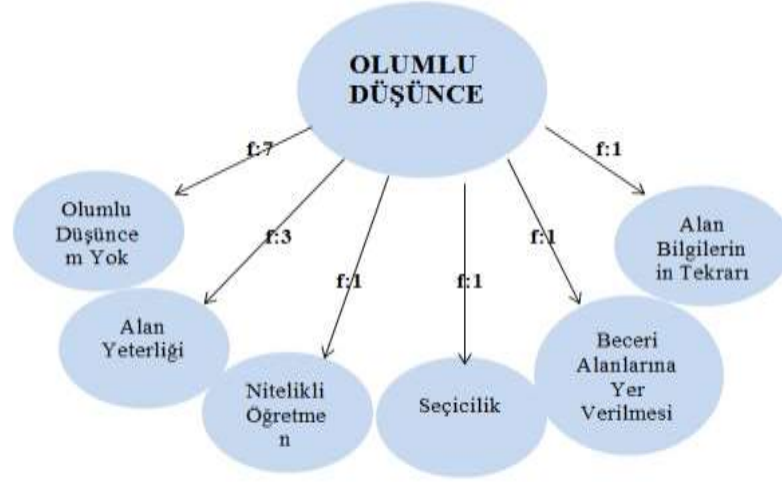 OLUMLU
DÜŞÜNCE
f:7
f:3
f:1
f:1
f:1
f:1
Olumlu
Düşünce
m Yok
Alan
Yeterliği
Nitelikli
Öğretme
n
Seçicilik
Beceri
Alanlarına
Yer
Verilmesi
Alan
Bilgilerin
in Tekrarı